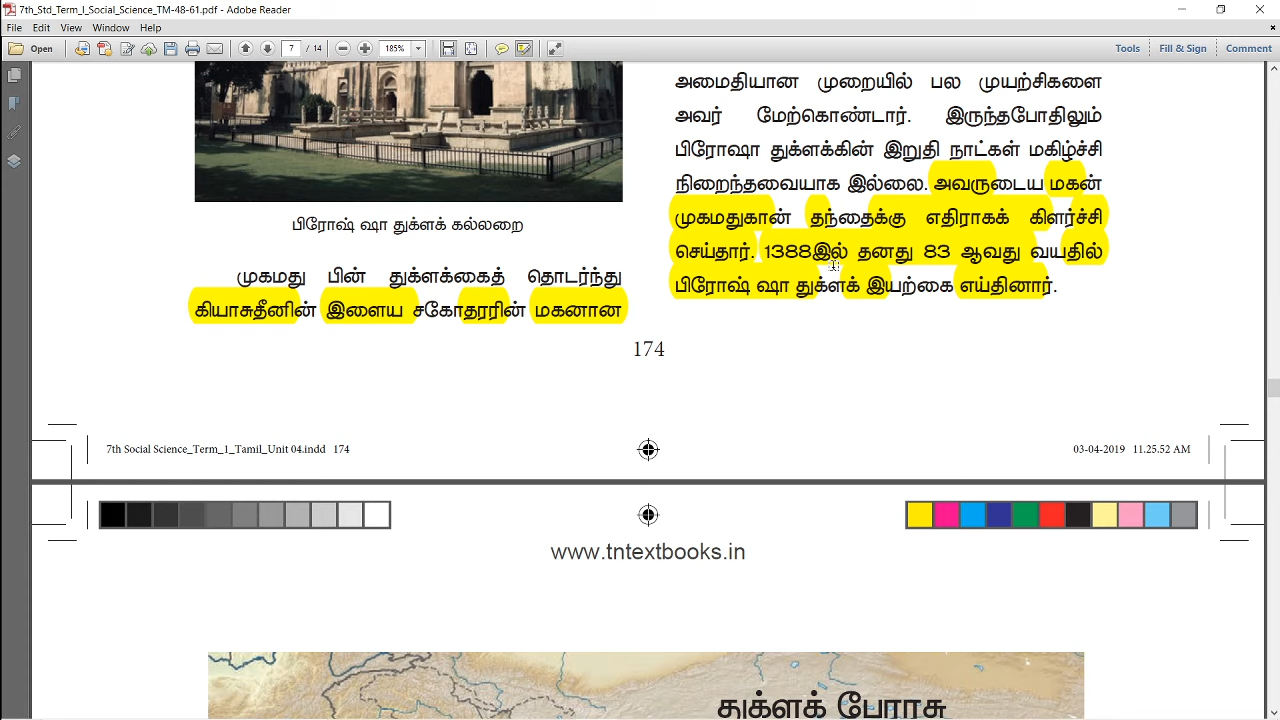 7th_Std_Term_I_Social_Science_TM-48-61.pdf - Adobe Reader
File Edit View Window Help
Open 7 / 14 185% Tools Fill & Sign Comment
பிரோஷ் ஷா துக்ளக் கல்லறை
முகமது பின் துக்ளக்கைத் தொடர்ந்து
கியாசுதீனின் இளைய சகோதரரின் மகனான
அமைதியான முறையில் பல முயற்சிகளை
அவர் மேற்கொண்டார். இருந்தபோதிலும்
பிரோஷா துக்ளக்கின் இறுதி நாட்கள் மகிழ்ச்சி
நிறைந்தவையாக இல்லை. அவருடைய மகன்
முகமதுகான் தந்தைக்கு எதிராகக் கிளர்ச்சி
செய்தார். 1388இல் தனது 83 ஆவது வயதில்
பிரோஷ் ஷா துக்ளக் இயற்கை எய்தினார்.
174
7th Social Science_Term_1_Tamil_Unit 04.indd 174
03-04-2019 11.25.52 AM
www.tntextbooks.in
துக்ளக் பேரரசு